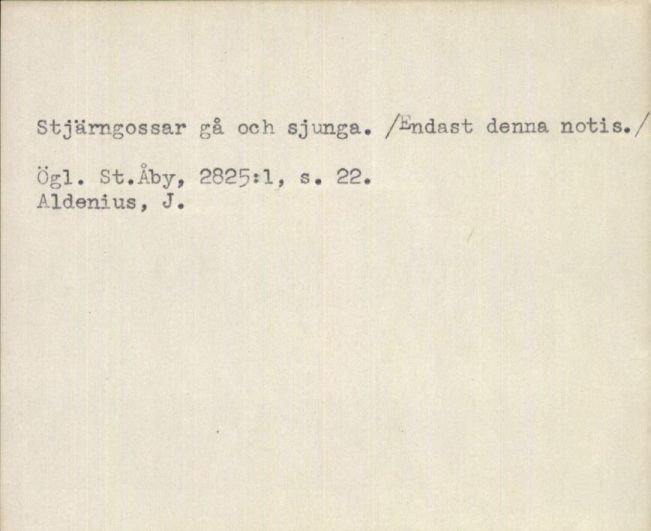 Stjärngossar gå och sjunga. /Endast denna notis./
Ögl. St.Åby, 2825:1, s. 22.
Aldenius, J.